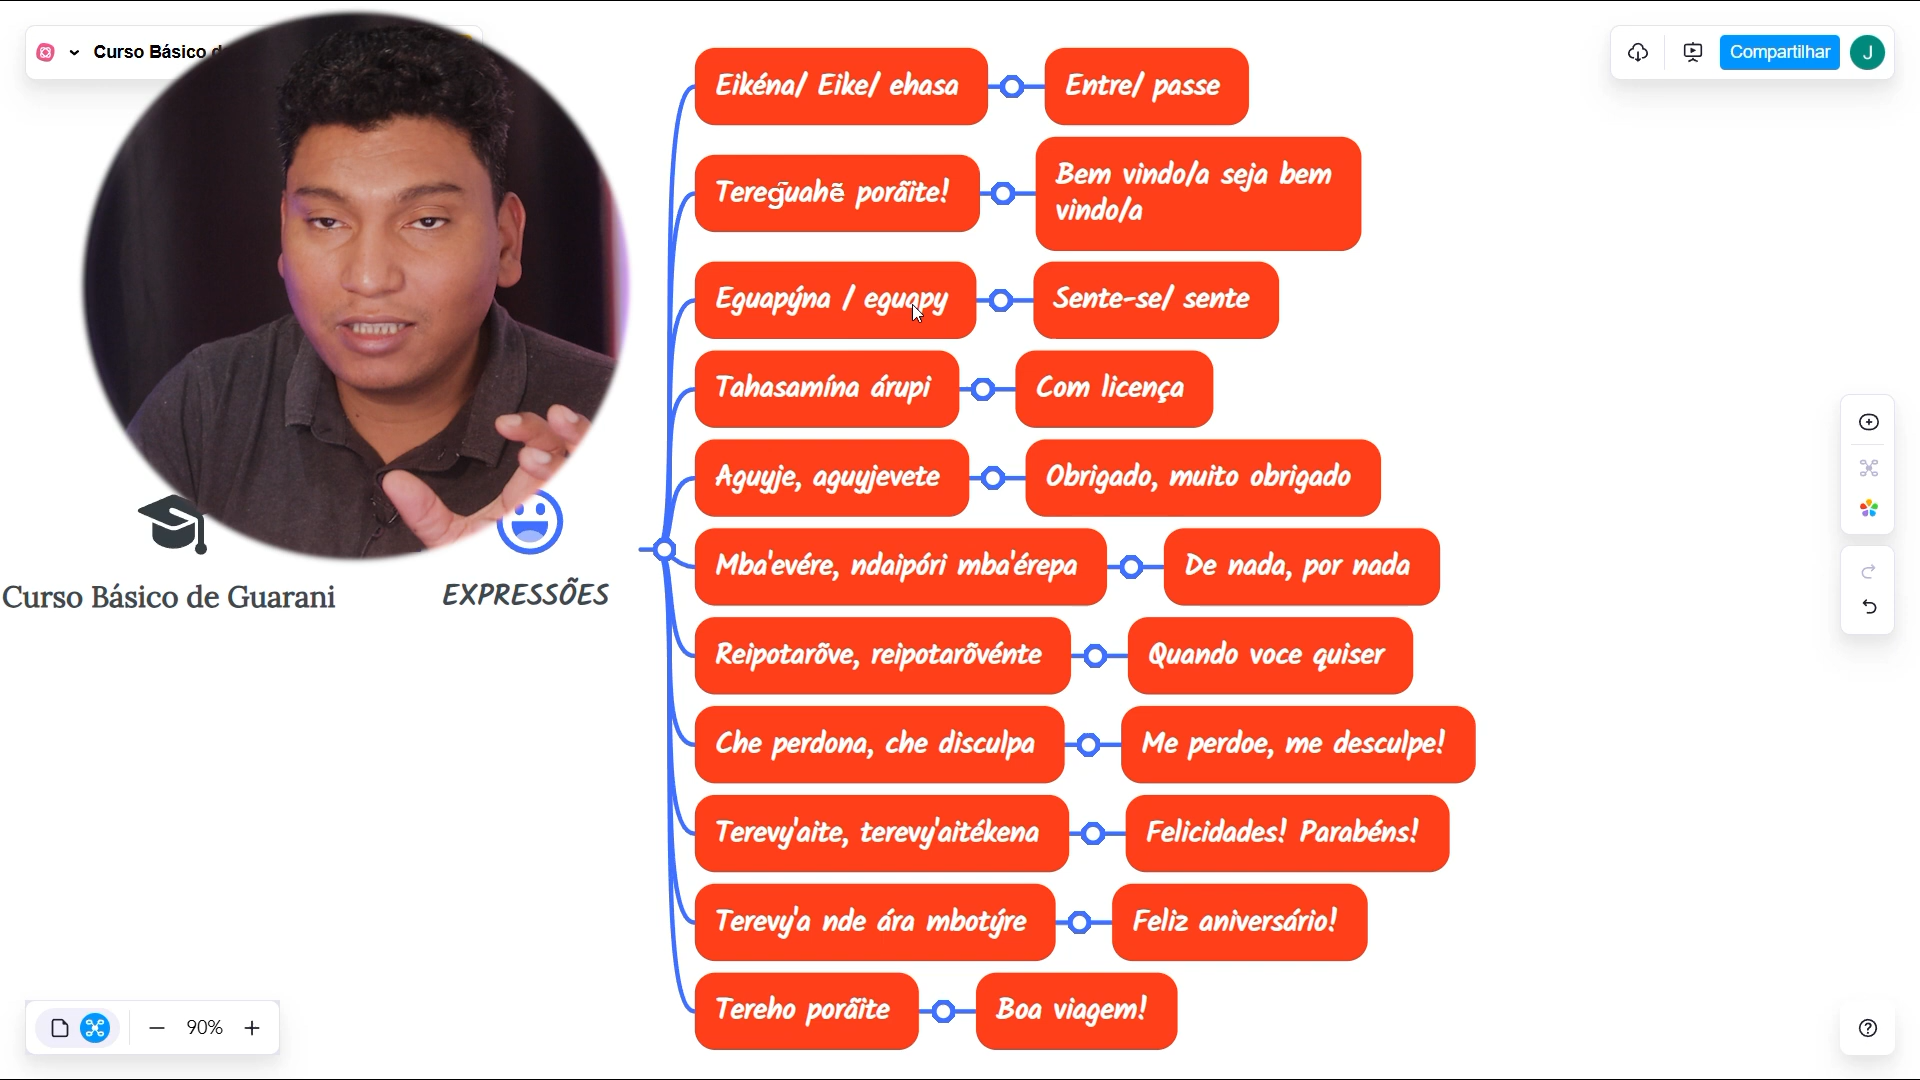 Curso Básico d
Compartilhar
J
Eikéna/ Eike/ ehasa
Entre/ passe
Tereg̃uahẽ porãite!
Bem vindo/a seja bem
vindo/a
Eguapýna / eguapy
Sente-se/ sente
Tahasamína árupi
Com licença
Aguyje, aguyjevete
Obrigado, muito obrigado
Mba'evére, ndaipóri mba'érepa
De nada, por nada
Curso Básico de Guarani
EXPRESSÕES
Reipotarõve, reipotarõvénte
Quando voce quiser
Che perdona, che disculpa
Me perdoe, me desculpe!
Terevy'aite, terevy'aitékena
Felicidades! Parabéns!
Terevy'a nde ára mbotýre
Feliz aniversário!
Tereho porãite
Boa viagem!
90%